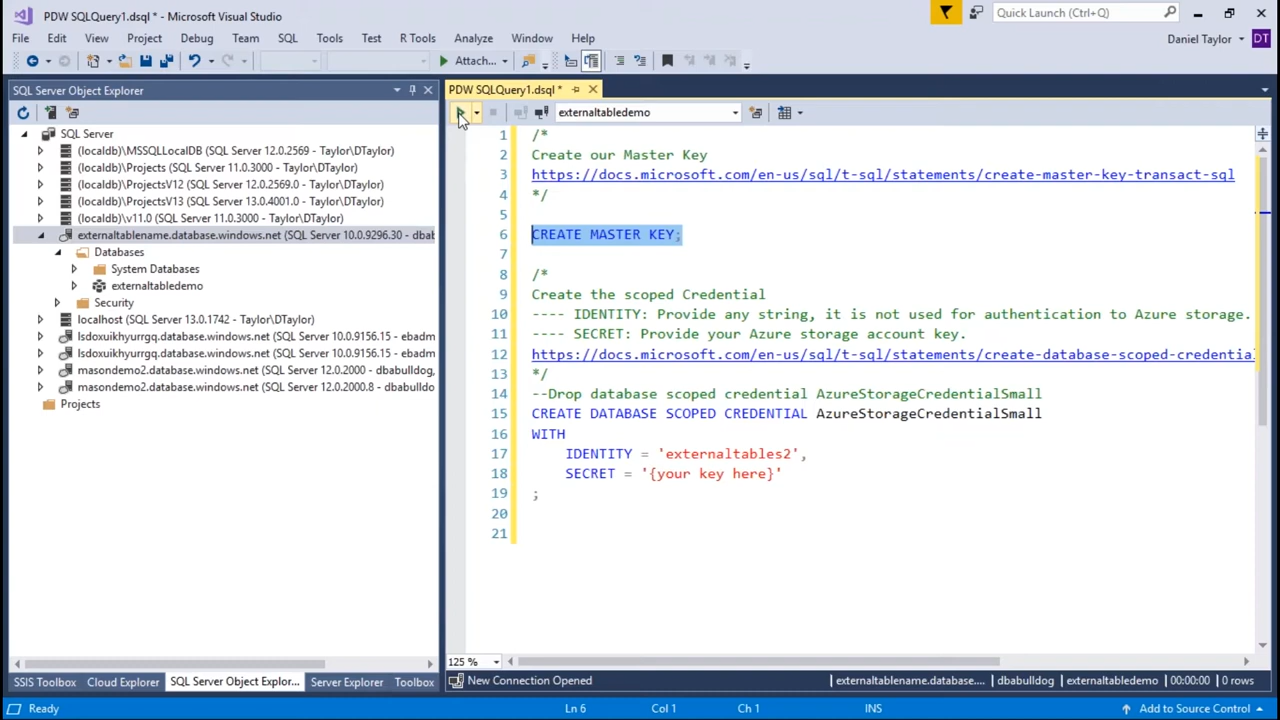 PDW SQLQuery1.dsql * - Microsoft Visual Studio
Quick Launch (Ctrl+Q)
File Edit View Project Debug Team SQL Tools Test R Tools Analyze Window Help
Daniel Taylor DT
Attach...
SQL Server Object Explorer
PDW SQLQuery1.dsql *
externaltabledemo
SQL Server
(localdb)\MSSQLLocalDB (SQL Server 12.0.2569 - Taylor\DTaylor)
(localdb)\Projects (SQL Server 11.0.3000 - Taylor\DTaylor)
(localdb)\ProjectsV12 (SQL Server 12.0.2569.0 - Taylor\DTaylor)
(localdb)\ProjectsV13 (SQL Server 13.0.4001.0 - Taylor\DTaylor)
(localdb)\v11.0 (SQL Server 11.0.3000 - Taylor\DTaylor)
externaltablename.database.windows.net (SQL Server 10.0.9296.30 - dbab
Databases
System Databases
externaltabledemo
Security
localhost (SQL Server 13.0.1742 - Taylor\DTaylor)
lsdoxuikhyurrgq.database.windows.net (SQL Server 10.0.9156.15 - ebadm
lsdoxuikhyurrgq.database.windows.net (SQL Server 10.0.9156.15 - ebadm
masondemo2.database.windows.net (SQL Server 12.0.2000 - dbabulldog,
masondemo2.database.windows.net (SQL Server 12.0.2000.8 - dbabulldo
Projects
1 /*
2 Create our Master Key
3 https://docs.microsoft.com/en-us/sql/t-sql/statements/create-master-key-transact-sql
4 */
5
6 CREATE MASTER KEY;
7
8 /*
9 Create the scoped Credential
10 ---- IDENTITY: Provide any string, it is not used for authentication to Azure storage.
11 ---- SECRET: Provide your Azure storage account key.
12 https://docs.microsoft.com/en-us/sql/t-sql/statements/create-database-scoped-credential
13 */
14 --Drop database scoped credential AzureStorageCredentialSmall
15 CREATE DATABASE SCOPED CREDENTIAL AzureStorageCredentialSmall
16 WITH
17 IDENTITY = 'externaltables2',
18 SECRET = '{your key here}'
19 ;
20
21
125 %
SSIS Toolbox Cloud Explorer SQL Server Object Explor... Server Explorer Toolbox
New Connection Opened externaltablename.database.... dbabulldog externaltabledemo 00:00:00 0 rows
Ready Ln 6 Col 1 Ch 1 INS Add to Source Control